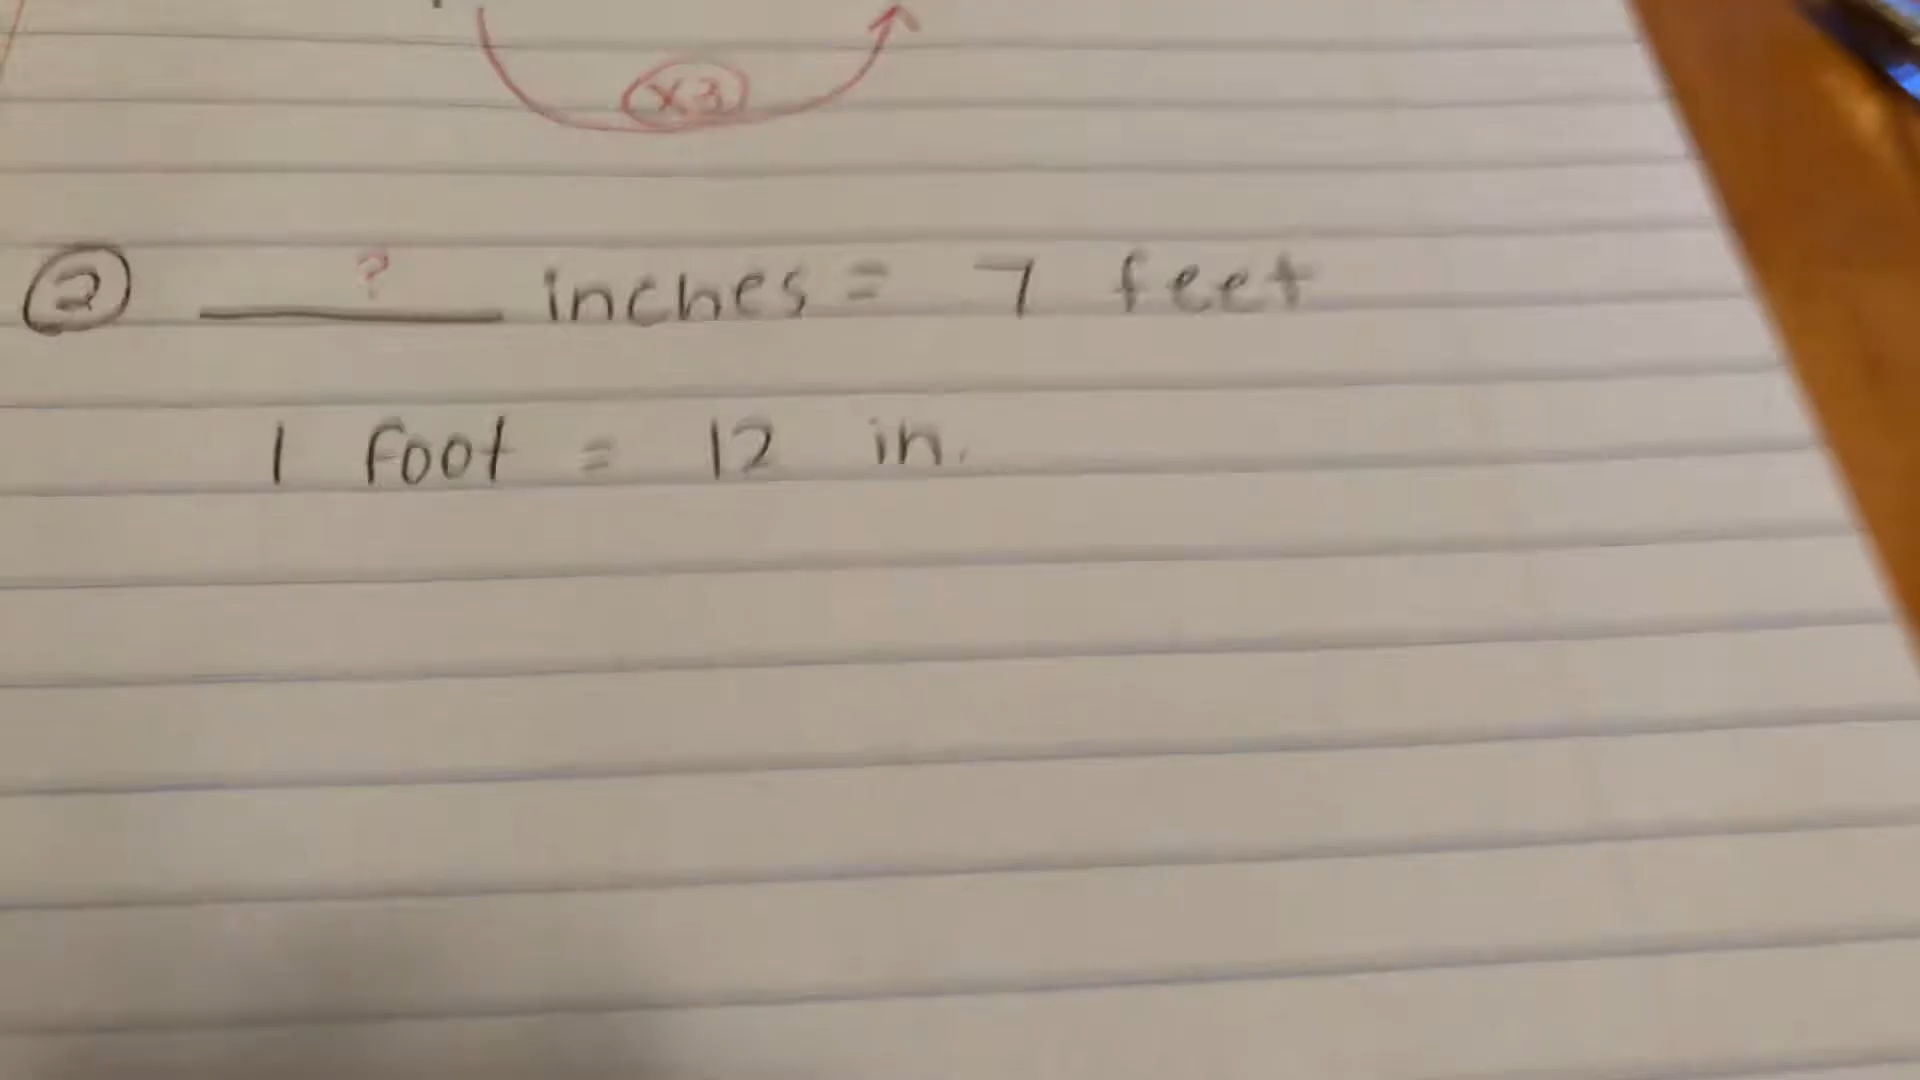 x3
② ? inches = 7 feet
1 foot = 12 in.